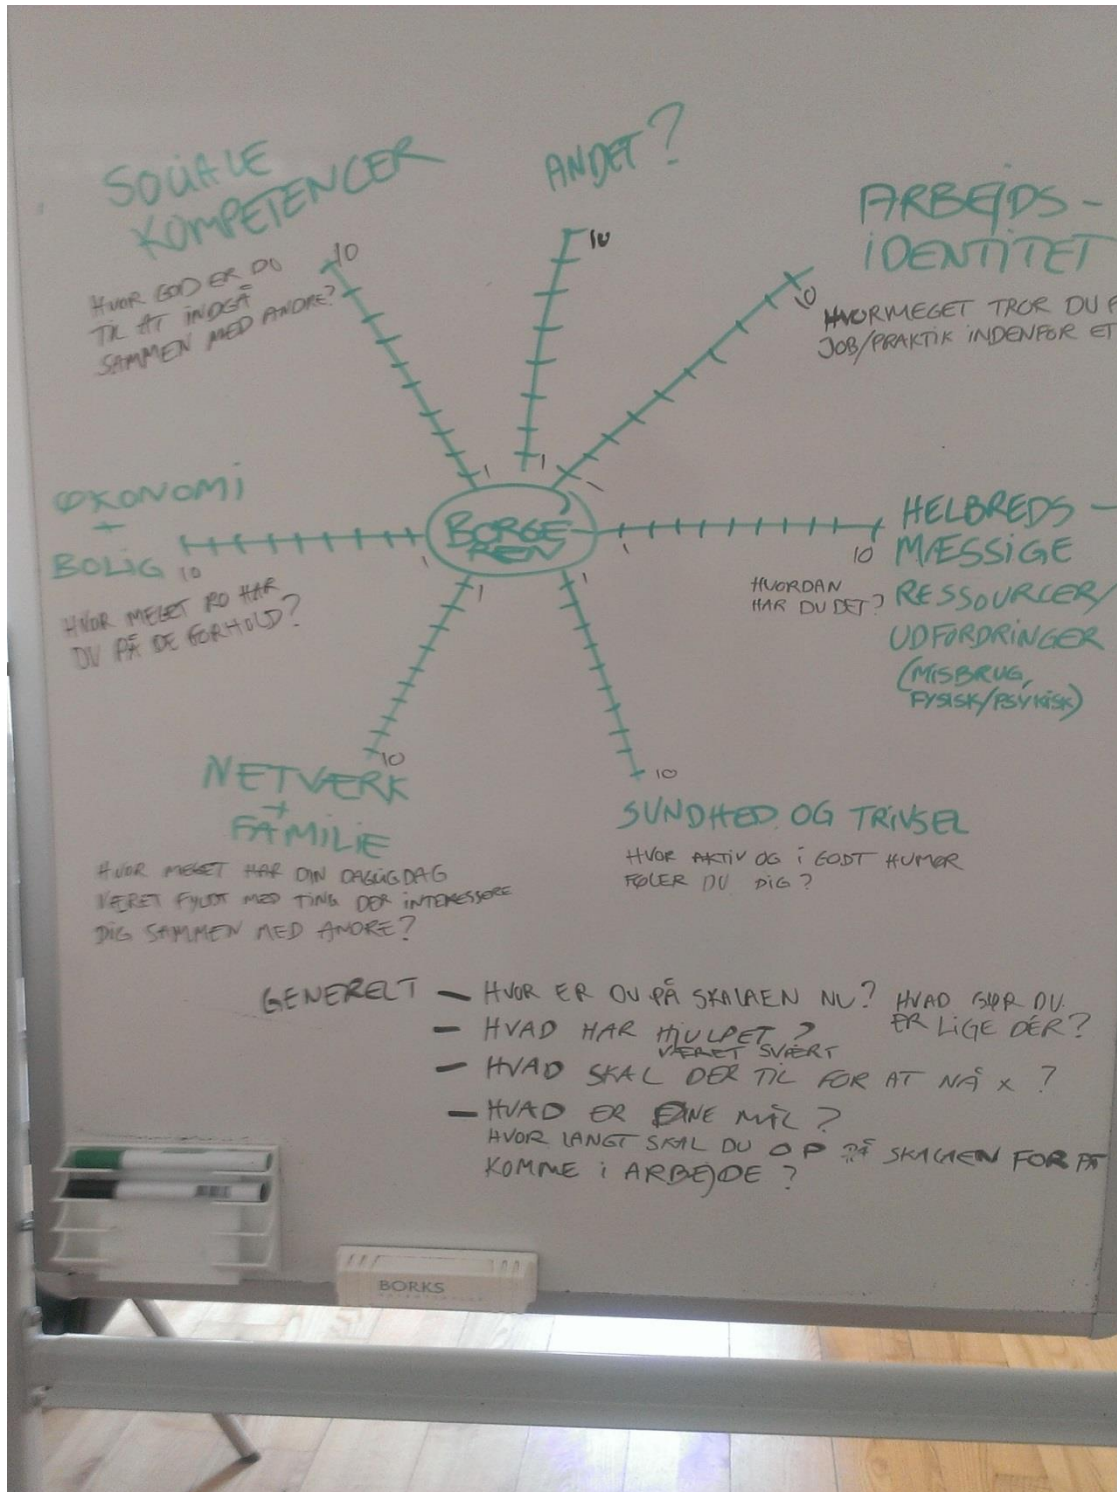 SOCIALE
KOMPETENCER
HVOR GOD ER DU
TIL AT INDGÅ
SAMMEN MED ANDRE?
10
1
ANDET?
10
1
ARBEJDS-
IDENTITET
10
1
HVORMEGET TROR DU
JOB/PRAKTIK INDENFOR ET
ØKONOMI
+
BOLIG
10
1
HVOR MEGET RO HAR
DU PÅ DE FORHOLD?
BORGE-
REN
1
10
HELBREDS-
MÆSSIGE
RESSOURCER/
UDFORDRINGER
(MISBRUG,
FYSISK/PSYKISK)
HVORDAN
HAR DU DET?
1
10
NETVÆRK
+
FAMILIE
HVOR MEGET HAR DIN DAGLIGDAG
VÆRET FYLDT MED TING DER INTERESSERE
DIG SAMMEN MED ANDRE?
1
10
SUNDHED OG TRIVSEL
HVOR AKTIV OG I GODT HUMØR
FØLER DU DIG?
GENERELT
— HVOR ER DU PÅ SKALAEN NU? HVAD GØR DU
ER LIGE DÉR?
— HVAD HAR HJULPET?
VÆRET SVÆRT
— HVAD SKAL DER TIL FOR AT NÅ X?
— HVAD ER DINE MÅL?
HVOR LANGT SKAL DU OP PÅ SKALAEN FOR AT
KOMME I ARBEJDE?
BORKS